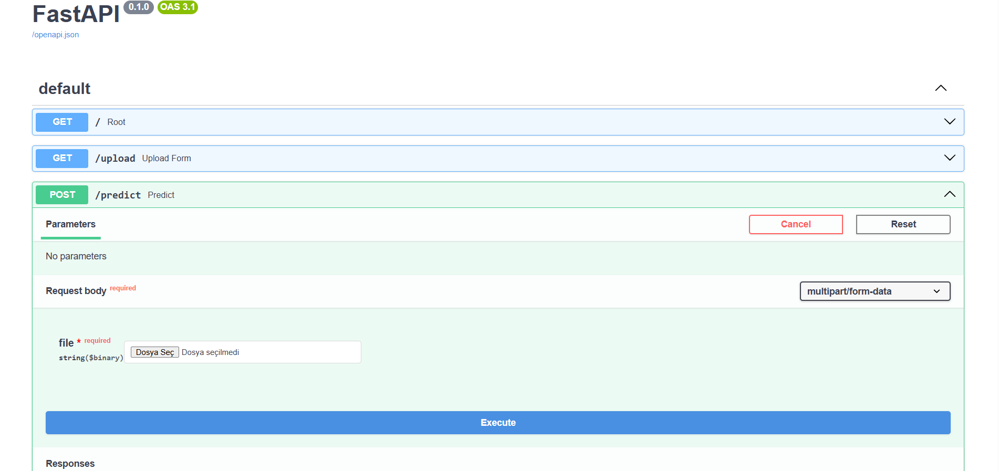 FastAPI 0.1.0 OAS 3.1
/openapi.json
default
GET / Root
GET /upload Upload Form
POST /predict Predict
Parameters Cancel Reset
No parameters
Request body required multipart/form-data
file * required
string($binary) Dosya Seç Dosya seçilmedi
Execute
Responses